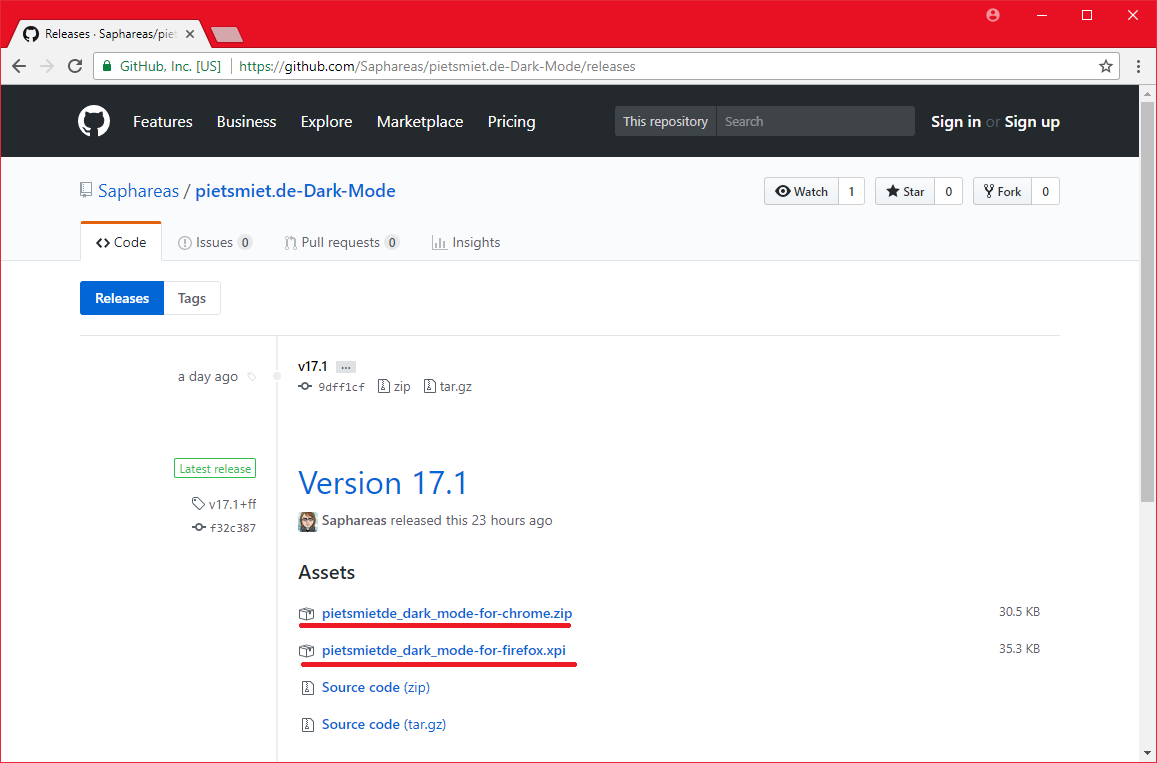 Releases · Saphareas/piet
GitHub, Inc. [US] https://github.com/Saphareas/pietsmiet.de-Dark-Mode/releases
Features Business Explore Marketplace Pricing This repository Search Sign in or Sign up
Saphareas / pietsmiet.de-Dark-Mode Watch 1 Star 0 Fork 0
Code Issues 0 Pull requests 0 Insights
Releases Tags
v17.1 …
a day ago
9dff1cf zip tar.gz
Latest release
Version 17.1
v17.1+ff
Saphareas released this 23 hours ago
f32c387
Assets
pietsmietde_dark_mode-for-chrome.zip 30.5 KB
pietsmietde_dark_mode-for-firefox.xpi 35.3 KB
Source code (zip)
Source code (tar.gz)